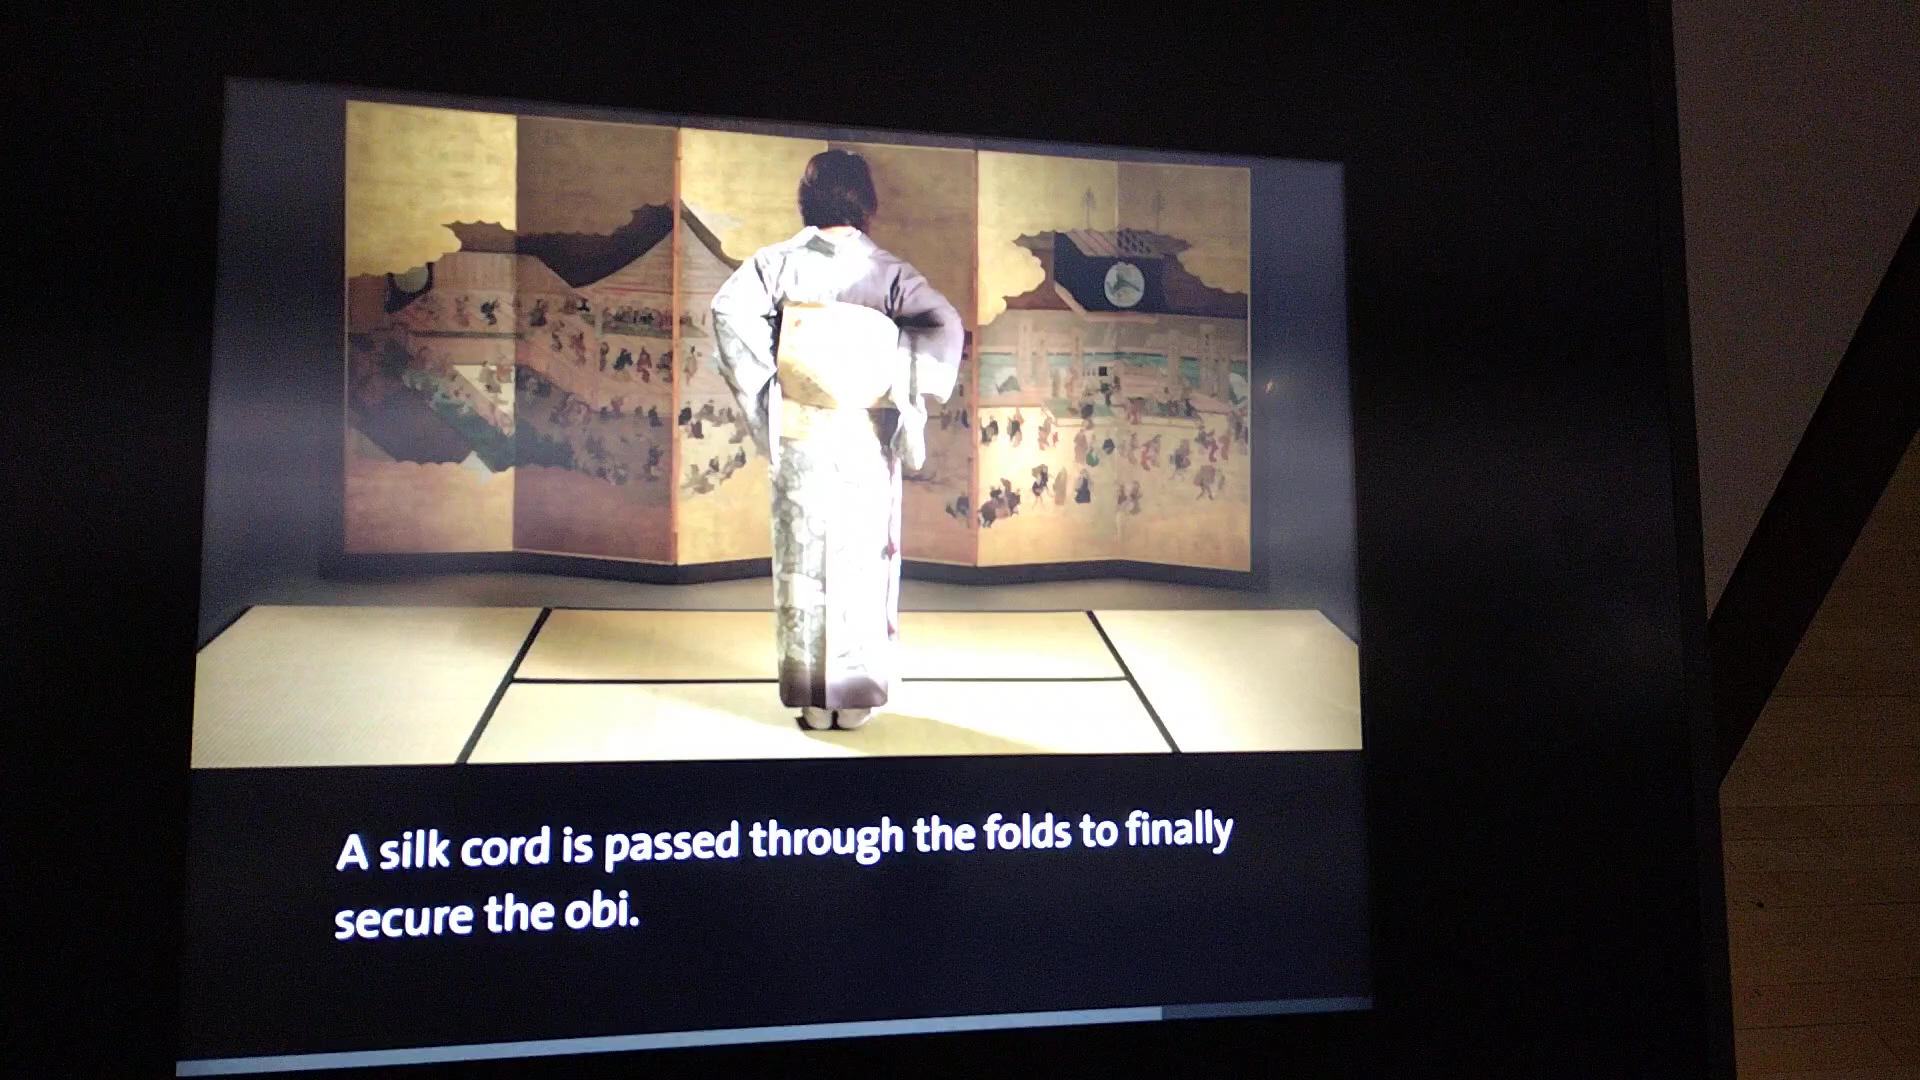 A silk cord is passed through the folds to finally
secure the obi.